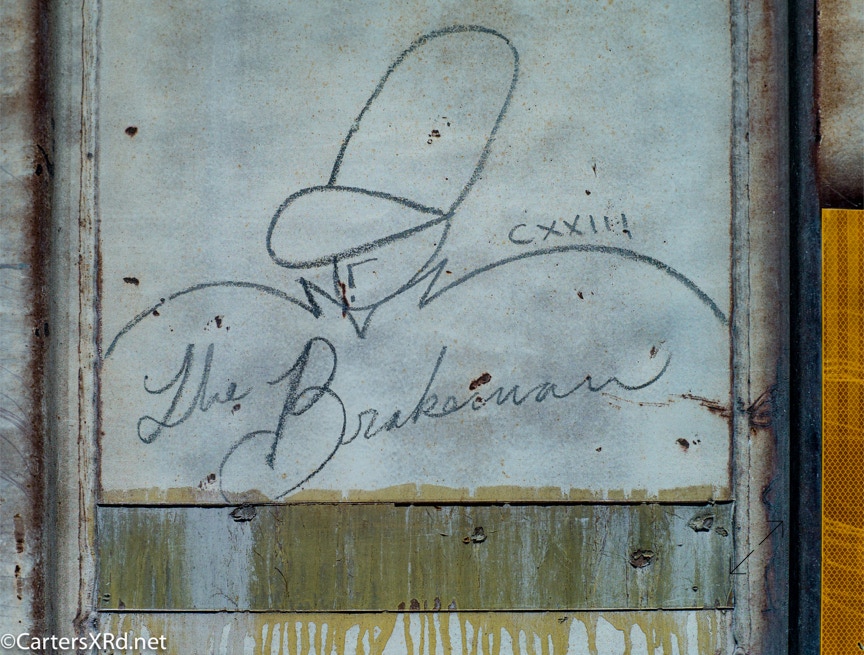 CXXIII
The Brakeman
©CartersXRd.net